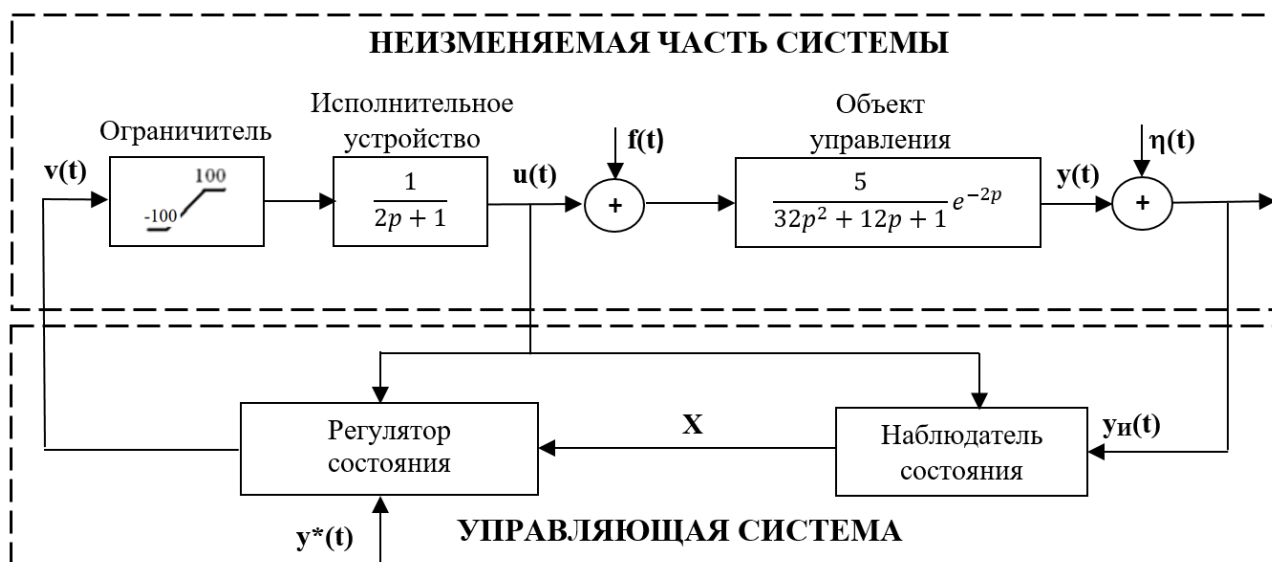 НЕИЗМЕНЯЕМАЯ ЧАСТЬ СИСТЕМЫ
Ограничитель
Исполнительное
устройство
Объект
управления
v(t)
100
-100
1
2p + 1
u(t)
f(t)
+
5
32p² + 12p + 1
e^{-2p}
y(t)
η(t)
+
Регулятор
состояния
X
Наблюдатель
состояния
yи(t)
y*(t)
УПРАВЛЯЮЩАЯ СИСТЕМА